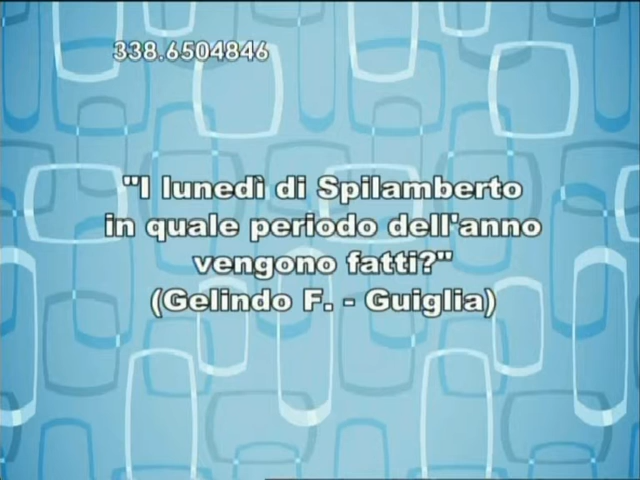 338.6504846
"I lunedì di Spilamberto
in quale periodo dell'anno
vengono fatti?"
(Gelindo F. - Guiglia)